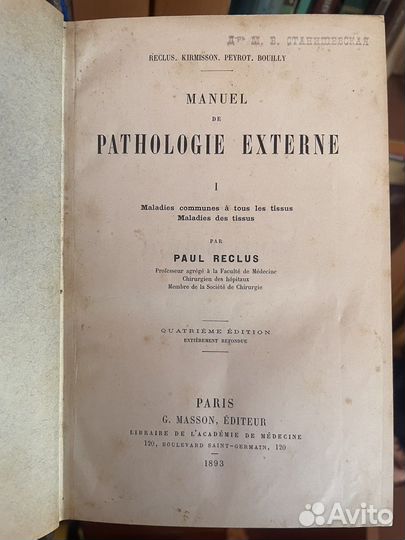 Дръ М. В. СТАНИШЕВСКАЯ
RECLUS, KIRMISSON, PEYROT, BOUILLY
MANUEL
DE
PATHOLOGIE EXTERNE
I
Maladies communes à tous les tissus
Maladies des tissus
PAR
PAUL RECLUS
Professeur agrégé à la Faculté de Médecine
Chirurgien des hôpitaux
Membre de la Société de Chirurgie
QUATRIÈME ÉDITION
ENTIÈREMENT REFONDUE
PARIS
G. MASSON, ÉDITEUR
LIBRAIRE DE L'ACADÉMIE DE MÉDECINE
120, BOULEVARD SAINT-GERMAIN, 120
1893
Avito